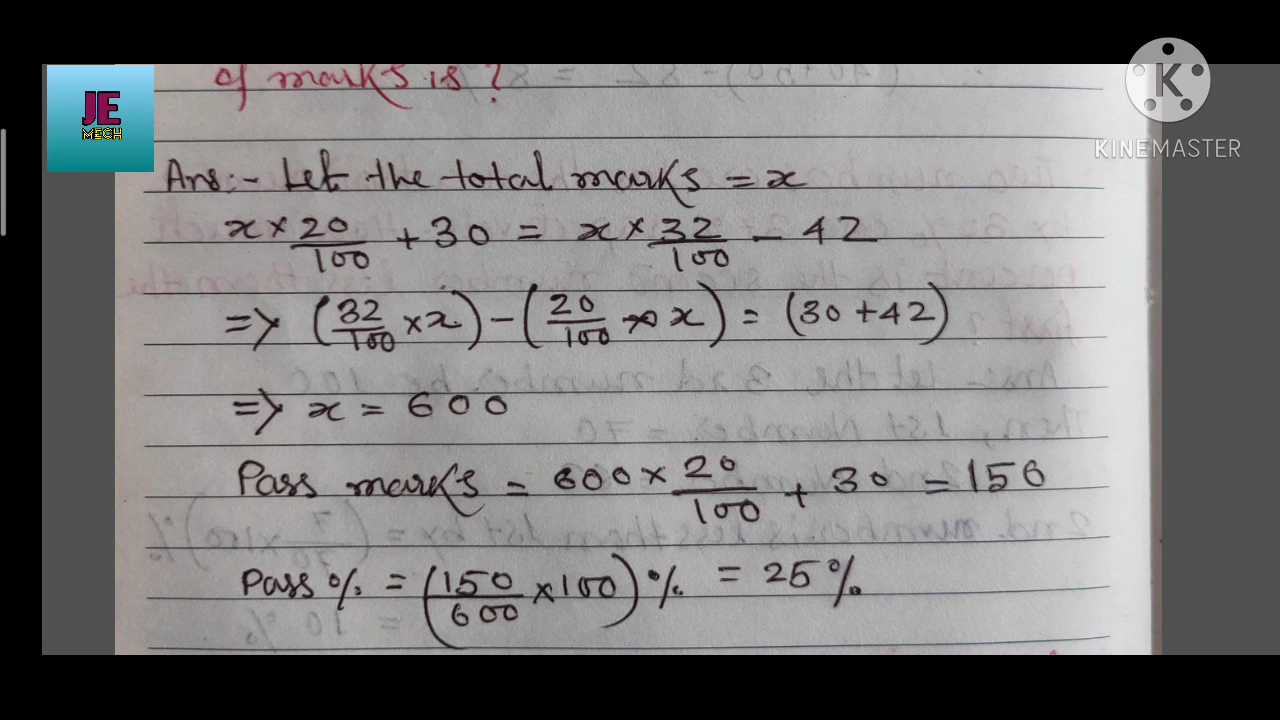 of marks is?
JE
MECH
KINEMASTER
Ans:- Let the total marks = x
x × 20/100 + 30 = x × 32/100 - 42
=> (32/100 × x) - (20/100 × x) = (30 + 42)
=> x = 600
Pass marks = 600 × 20/100 + 30 = 150
Pass % = (150/600 × 100) % = 25 %